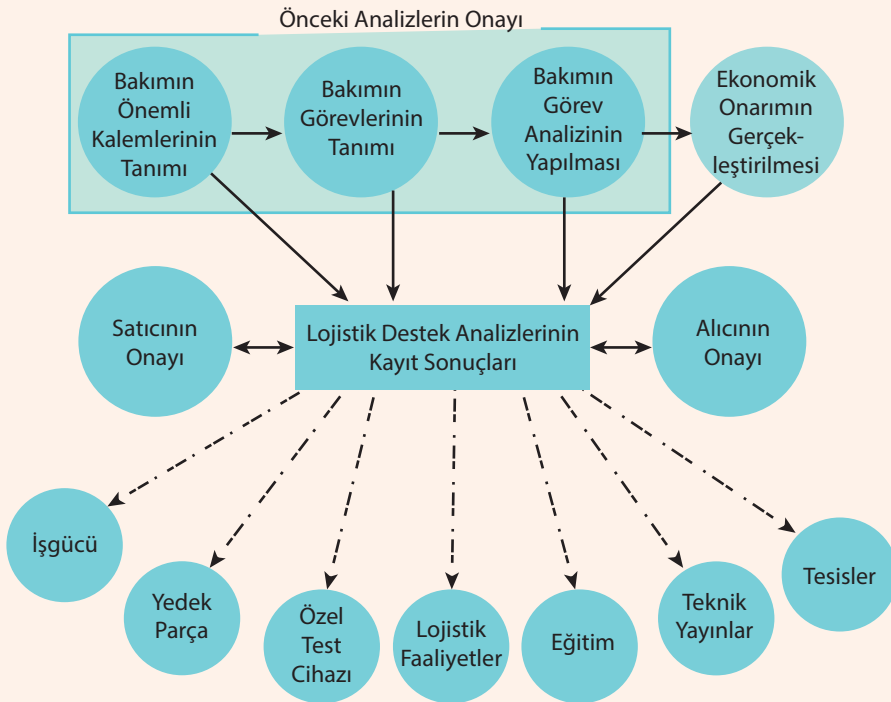 Önceki Analizlerin Onayı
Bakımın
Önemli
Kalemlerinin
Tanımı
Bakımın
Görevlerinin
Tanımı
Bakımın
Görev
Analizinin
Yapılması
Ekonomik
Onarımın
Gerçek-
leştirilmesi
Satıcının
Onayı
Lojistik Destek Analizlerinin
Kayıt Sonuçları
Alıcının
Onayı
İşgücü
Yedek
Parça
Özel
Test
Cihazı
Lojistik
Faaliyetler
Eğitim
Teknik
Yayınlar
Tesisler